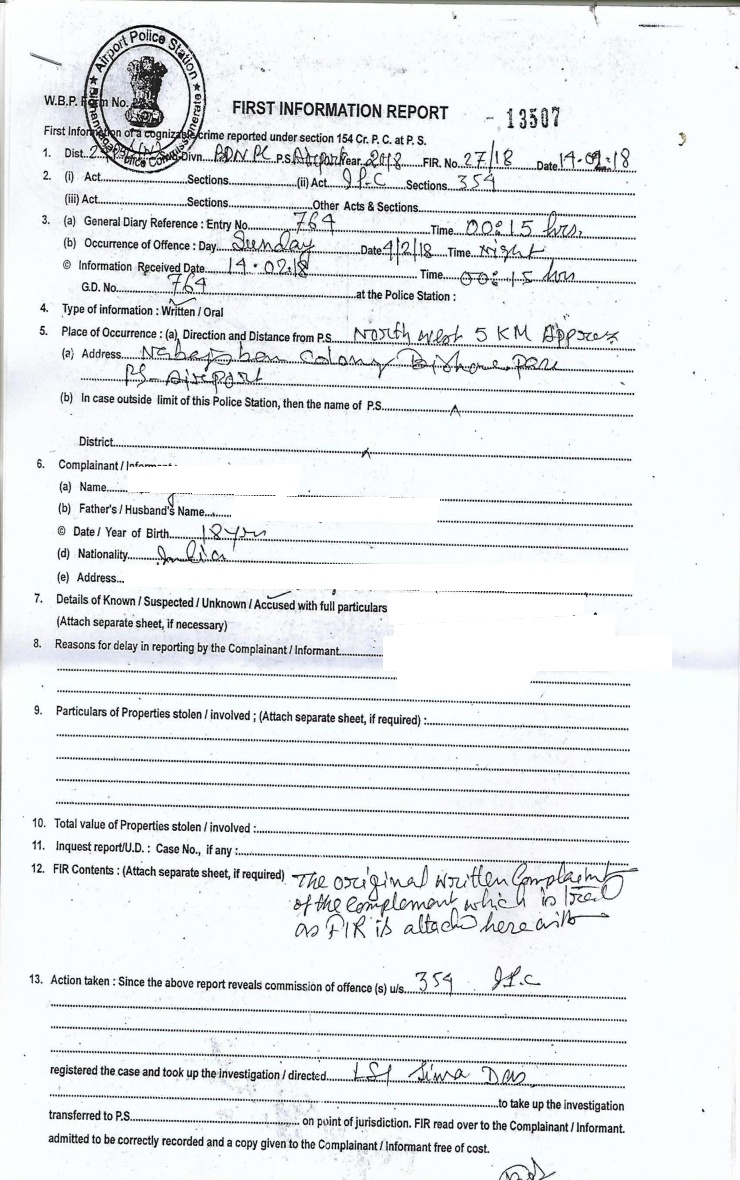 Airport Police Station
W.B.P. Form No.
FIRST INFORMATION REPORT - 13507
First Information of a cognizable crime reported under section 154 Cr. P. C. at P. S.
1. Dist. Divn. P.S. Airport Year. 2018 FIR. No. 27/18 Date 14-02-18
2. (i) Act Sections (ii) Act I.P.C Sections 354
(iii) Act Sections Other Acts & Sections
3. (a) General Diary Reference : Entry No. 764 Time 00:15 hrs.
(b) Occurrence of Offence : Day Sunday Date 4/2/18 Time Night
© Information Received Date 14.02.18 Time 00:15 hrs
G.D. No. 764 at the Police Station :
4. Type of information : Written / Oral
5. Place of Occurrence : (a) Direction and Distance from P.S. North West 5 KM Approx
(a) Address Colony
PS- Airport
(b) In case outside limit of this Police Station, then the name of P.S.
District
6. Complainant /
(a) Name
(b) Father's / Husband's Name
© Date / Year of Birth 18 yrs
(d) Nationality India
(e) Address...
7. Details of Known / Suspected / Unknown / Accused with full particulars
(Attach separate sheet, if necessary)
8. Reasons for delay in reporting by the Complainant / Informant
9. Particulars of Properties stolen / involved ; (Attach separate sheet, if required) :
10. Total value of Properties stolen / involved :
11. Inquest report/U.D. : Case No., if any :
12. FIR Contents : (Attach separate sheet, if required) The original written Complaint
of the which is
as FIR is attach here with
13. Action taken : Since the above report reveals commission of offence (s) u/s 354 I.P.C
registered the case and took up the investigation / directed LSI Sima Das
to take up the investigation
transferred to P.S. on point of jurisdiction. FIR read over to the Complainant / Informant.
admitted to be correctly recorded and a copy given to the Complainant / Informant free of cost.